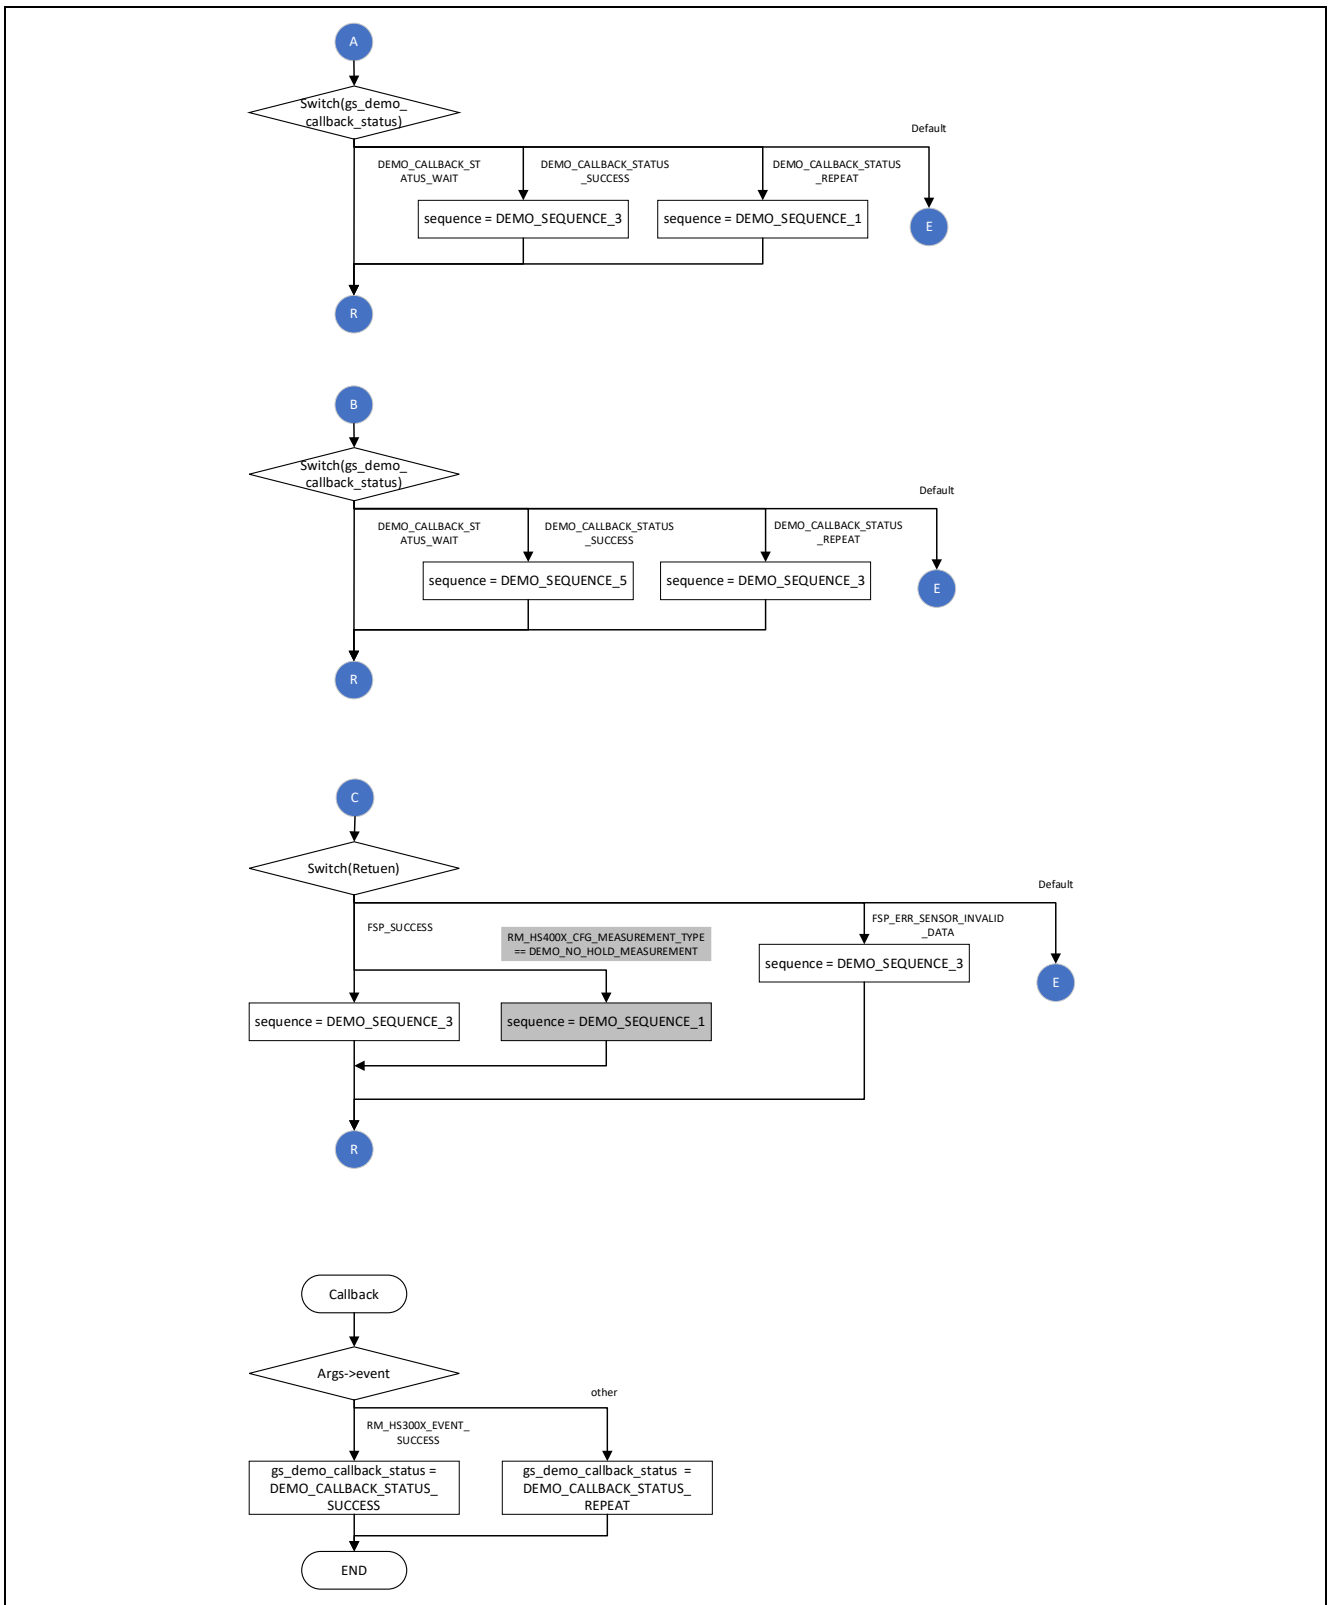 A
Switch(gs_demo_
callback_status)
Default
DEMO_CALLBACK_ST
ATUS_WAIT
DEMO_CALLBACK_STATUS
_SUCCESS
DEMO_CALLBACK_STATUS
_REPEAT
sequence = DEMO_SEQUENCE_3
sequence = DEMO_SEQUENCE_1
E
R
B
Switch(gs_demo_
callback_status)
Default
DEMO_CALLBACK_ST
ATUS_WAIT
DEMO_CALLBACK_STATUS
_SUCCESS
DEMO_CALLBACK_STATUS
_REPEAT
sequence = DEMO_SEQUENCE_5
sequence = DEMO_SEQUENCE_3
E
R
C
Switch(Retuen)
Default
FSP_SUCCESS
RM_HS400X_CFG_MEASUREMENT_TYPE
== DEMO_NO_HOLD_MEASUREMENT
FSP_ERR_SENSOR_INVALID
_DATA
sequence = DEMO_SEQUENCE_3
E
sequence = DEMO_SEQUENCE_3
sequence = DEMO_SEQUENCE_1
R
Callback
Args->event
other
RM_HS300X_EVENT_
SUCCESS
gs_demo_callback_status =
DEMO_CALLBACK_STATUS_
SUCCESS
gs_demo_callback_status =
DEMO_CALLBACK_STATUS_
REPEAT
END